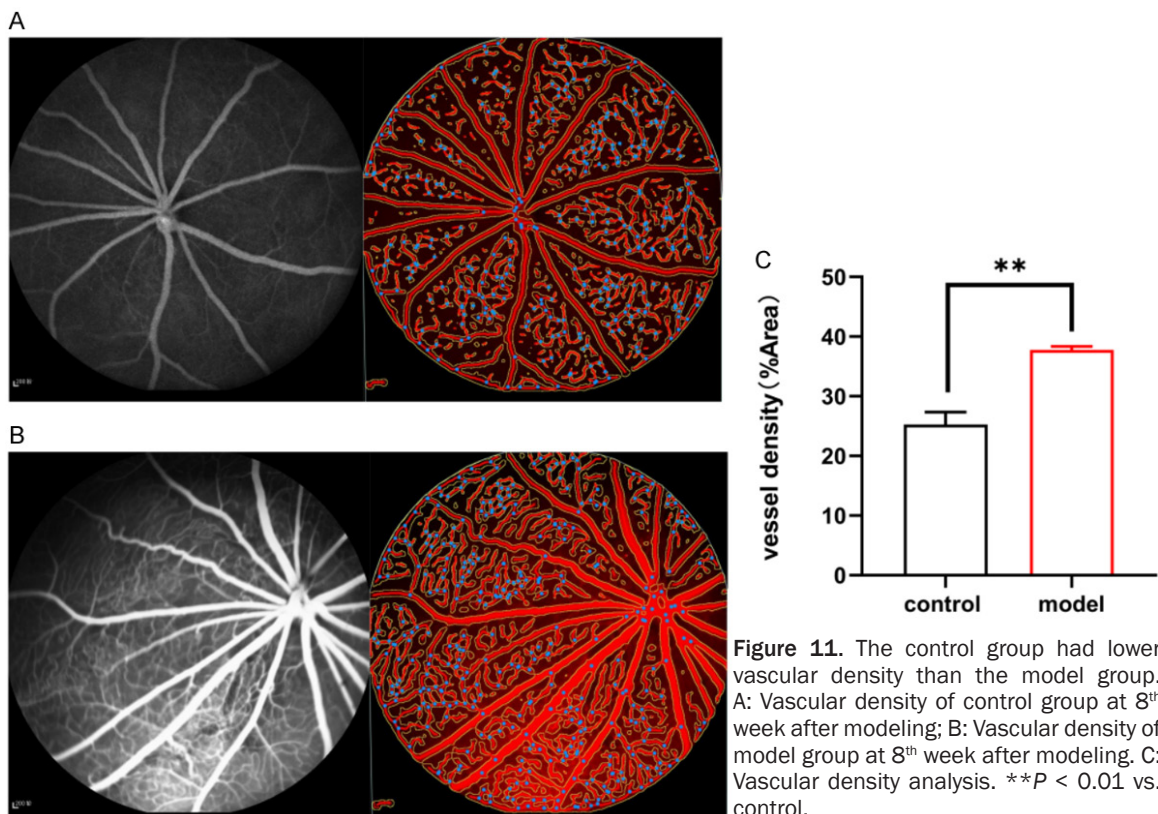 A
200 µ
B
200 µ
C
**
vessel density (%Area)
50
40
30
20
10
0
control
model
Figure 11. The control group had lower
vascular density than the model group.
A: Vascular density of control group at 8th
week after modeling; B: Vascular density of
model group at 8th week after modeling. C:
Vascular density analysis. **P < 0.01 vs.
control.